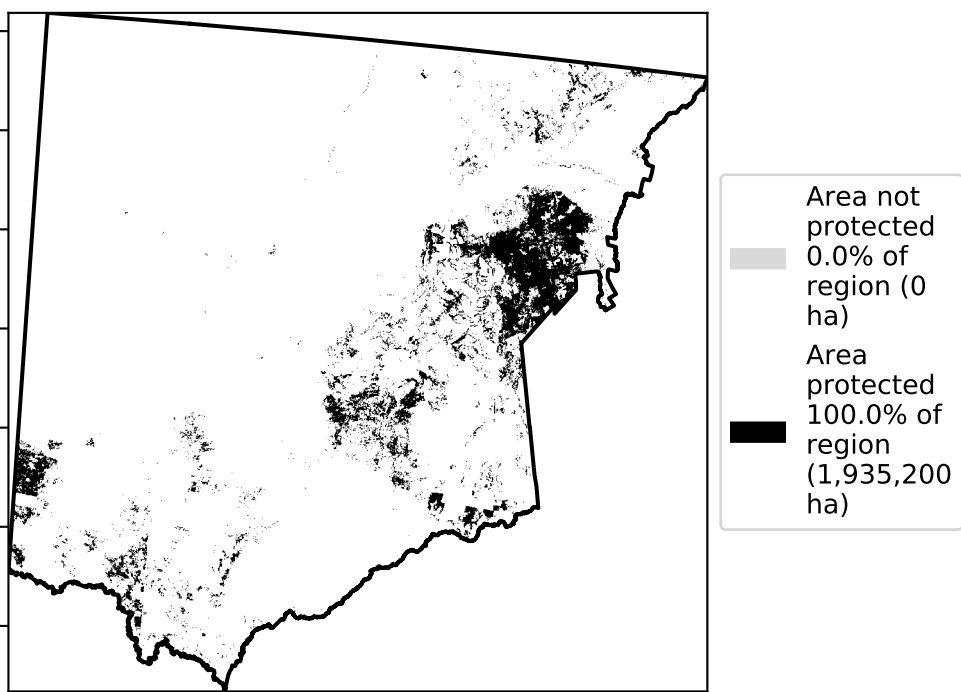 Area not
protected
0.0% of
region (0
ha)
Area
protected
100.0% of
region
(1,935,200
ha)